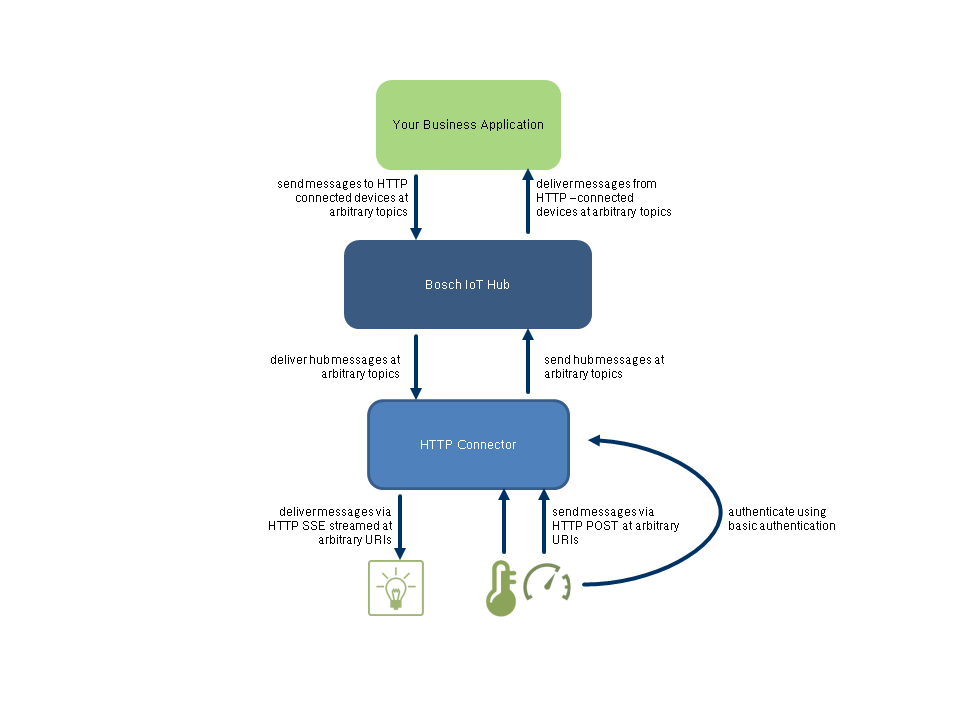 Your Business Application
send messages to HTTP
connected devices at
arbitrary topics
deliver messages from
HTTP –connected
devices at arbitrary topics
Bosch IoT Hub
deliver hub messages at
arbitrary topics
send hub messages at
arbitrary topics
HTTP Connector
deliver messages via
HTTP SSE streamed at
arbitrary URIs
send messages via
HTTP POST at arbitrary
URIs
authenticate using
basic authentication